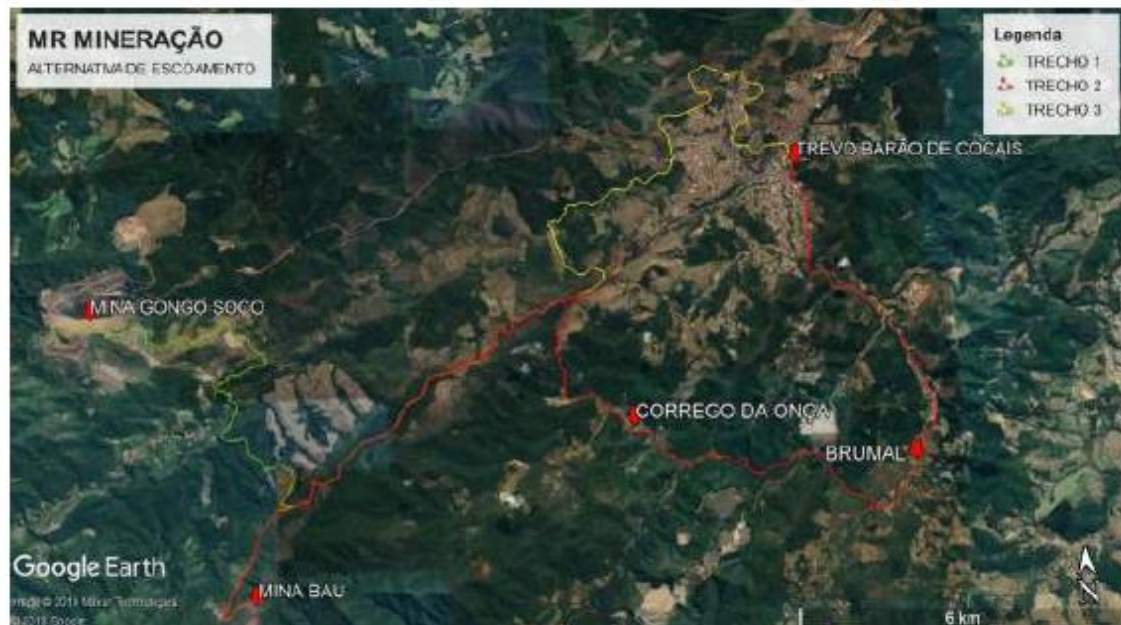 MR MINERAÇÃO
ALTERNATIVA DE ESCOAMENTO
Legenda
TRECHO 1
TRECHO 2
TRECHO 3
TREVO BARÃO DE COCAIS
MINA GONGO SOCO
CORREGO DA ONÇA
BRUMAL
MINA BAU
Google Earth
6 km
N